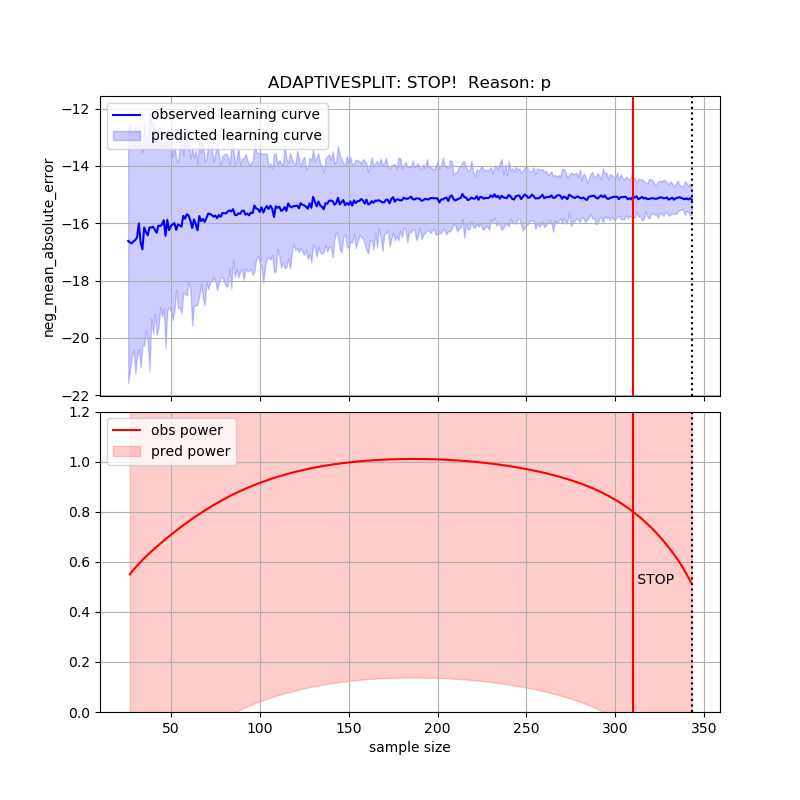 ADAPTIVESPLIT: STOP!  Reason: p
observed learning curve
predicted learning curve
neg_mean_absolute_error
−12
−14
−16
−18
−20
−22
obs power
pred power
1.2
1.0
0.8
0.6
0.4
0.2
0.0
STOP
50 100 150 200 250 300 350
sample size